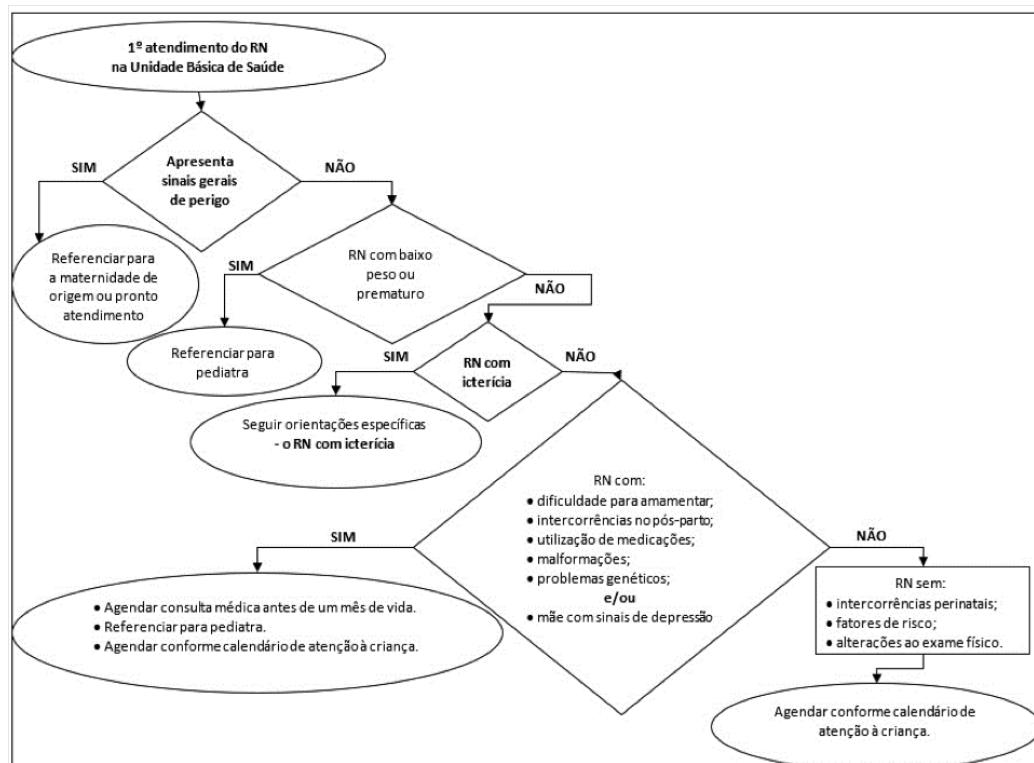 1º atendimento do RN
na Unidade Básica de Saúde
SIM
Apresenta
sinais gerais
de perigo
NÃO
Referenciar para
a maternidade de
origem ou pronto
atendimento
SIM
RN com baixo
peso ou
prematuro
NÃO
Referenciar para
pediatra
SIM
RN com
icterícia
NÃO
Seguir orientações específicas
- o RN com icterícia
RN com:
● dificuldade para amamentar;
● intercorrências no pós-parto;
● utilização de medicações;
● malformações;
● problemas genéticos;
e/ou
● mãe com sinais de depressão
SIM
NÃO
● Agendar consulta médica antes de um mês de vida.
● Referenciar para pediatra.
● Agendar conforme calendário de atenção à criança.
RN sem:
● intercorrências perinatais;
● fatores de risco;
● alterações ao exame físico.
Agendar conforme calendário de
atenção à criança.